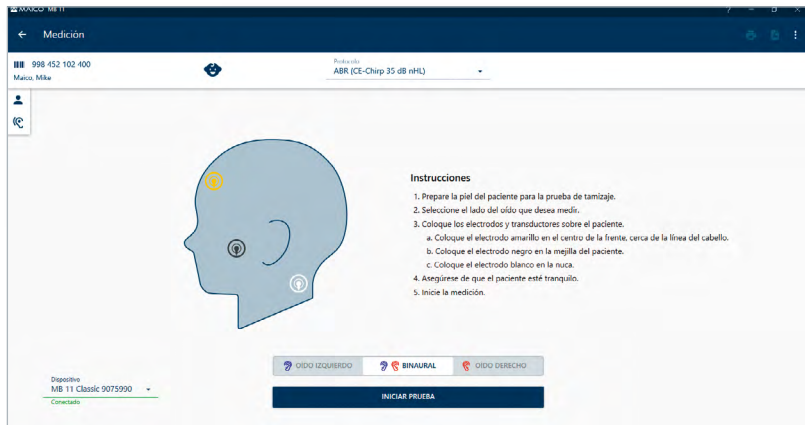 MAICO MB 11
Medición
998 452 102 400
Maico, Mike
Protocolo
ABR (CE-Chirp 35 dB nHL)
Instrucciones
1. Prepare la piel del paciente para la prueba de tamizaje.
2. Seleccione el lado del oído que desea medir.
3. Coloque los electrodos y transductores sobre el paciente.
a. Coloque el electrodo amarillo en el centro de la frente, cerca de la línea del cabello.
b. Coloque el electrodo negro en la mejilla del paciente.
c. Coloque el electrodo blanco en la nuca.
4. Asegúrese de que el paciente esté tranquilo.
5. Inicie la medición.
OIDO IZQUIERDO BINAURAL OIDO DERECHO
Dispositivo
MB 11 Classic 9075990
Conectado
INICIAR PRUEBA